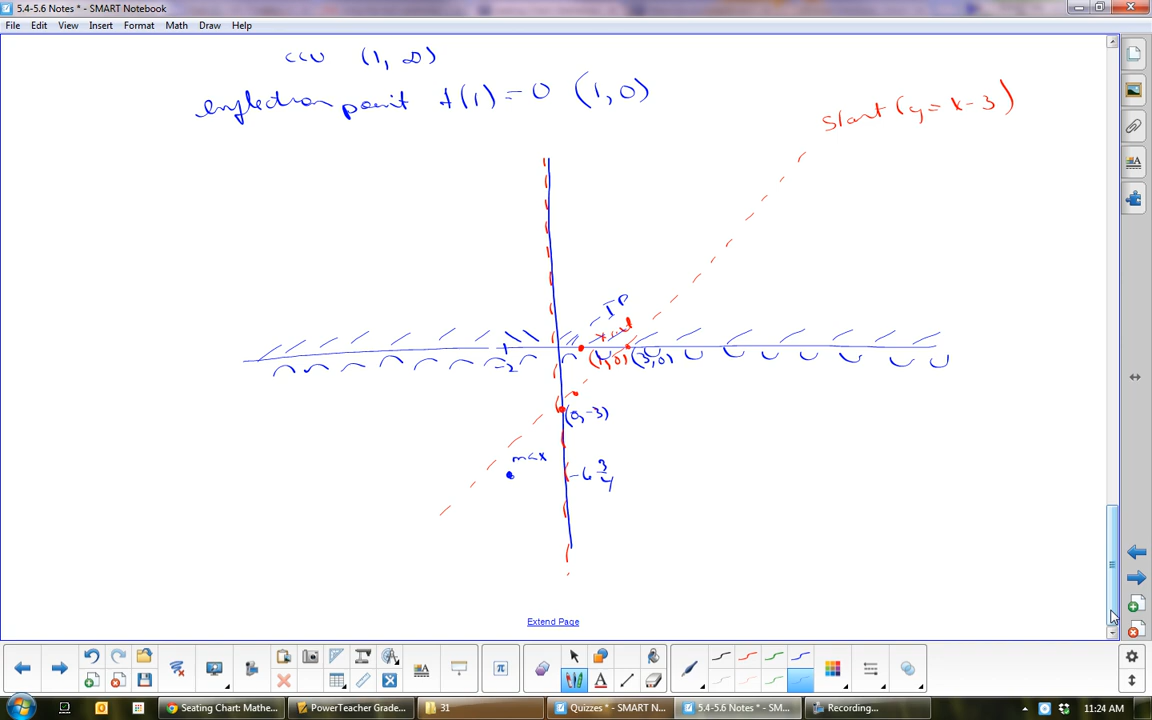 5.4-5.6 Notes * - SMART Notebook
File Edit View Insert Format Math Draw Help
CCU (1, ∞)
inflection point f(1) = 0 (1,0)
slant (y = x-3)
IP
x int
-2
(1,0) (3,0)
(0,-3)
max
-6 3/4
Extend Page
Seating Chart: Mathe...
PowerTeacher Grade...
31
Quizzes * - SMART N...
5.4-5.6 Notes * - SM...
Recording...
11:24 AM